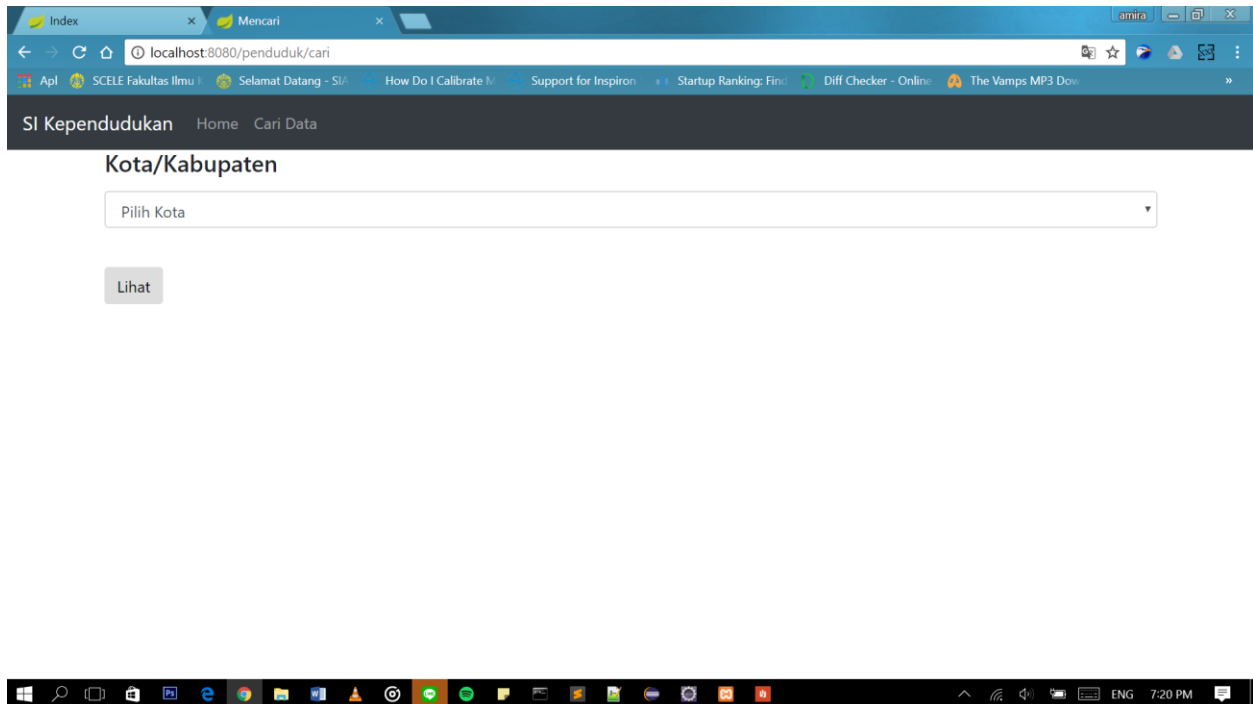 Index
Mencari
amira
localhost:8080/penduduk/cari
Apl SCELE Fakultas Ilmu Selamat Datang - SIA How Do I Calibrate M Support for Inspiron Startup Ranking: Find Diff Checker - Online The Vamps MP3 Dow »
SI Kependudukan Home Cari Data
Kota/Kabupaten
Pilih Kota
Lihat
ENG 7:20 PM